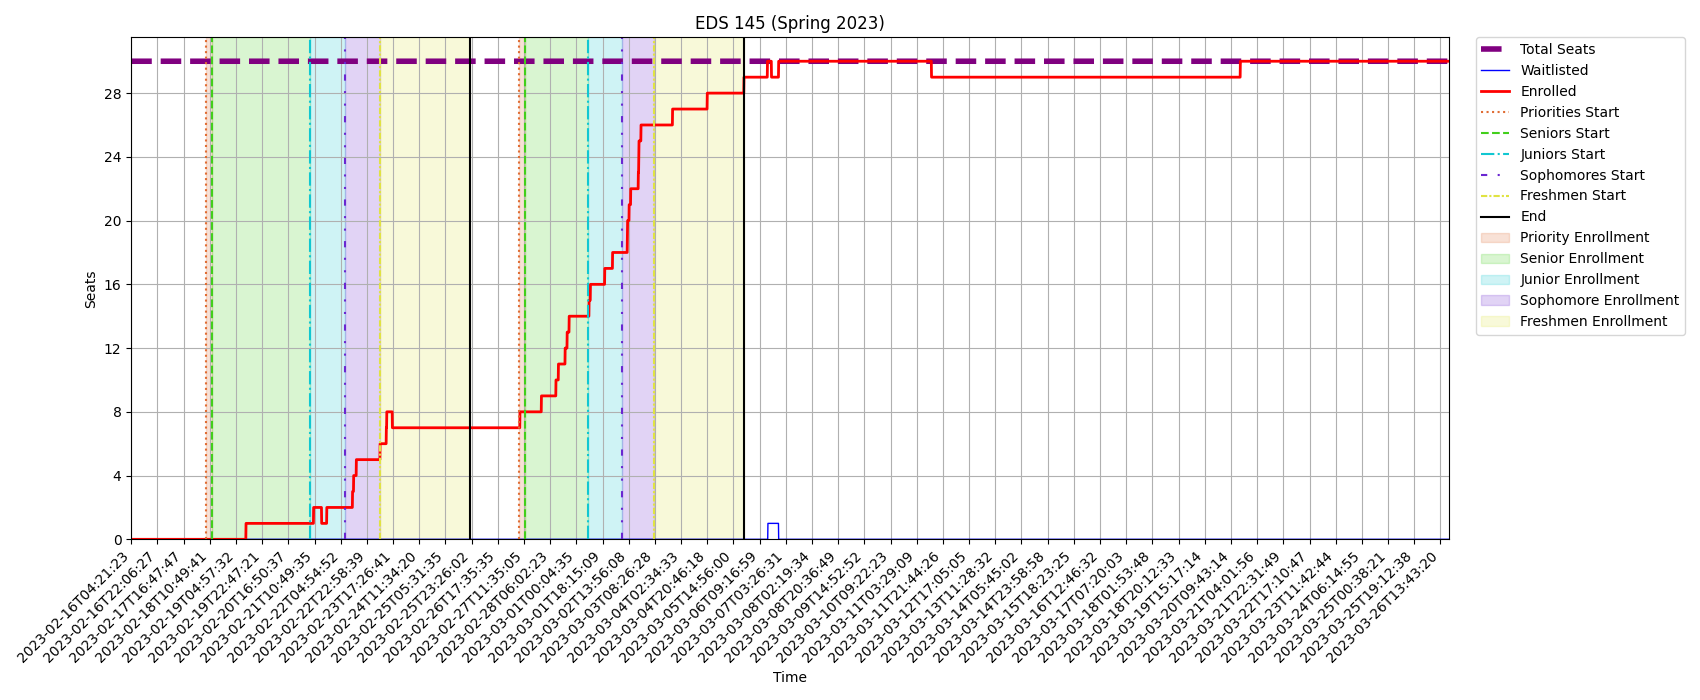 EDS 145 (Spring 2023)
Seats
28
24
20
16
12
8
4
0
2023-02-16T04:21:23
2023-02-16T22:06:27
2023-02-17T16:47:47
2023-02-18T10:49:41
2023-02-19T04:57:32
2023-02-19T22:47:21
2023-02-20T16:50:37
2023-02-21T10:49:35
2023-02-22T04:54:52
2023-02-22T22:58:39
2023-02-23T17:26:41
2023-02-24T11:34:20
2023-02-25T05:31:35
2023-02-25T23:26:02
2023-02-26T17:35:35
2023-02-27T11:35:05
2023-02-28T06:02:23
2023-03-01T00:04:35
2023-03-01T18:15:09
2023-03-02T13:56:08
2023-03-03T08:26:28
2023-03-04T02:34:33
2023-03-04T20:46:18
2023-03-05T14:56:00
2023-03-06T09:16:59
2023-03-07T03:26:31
2023-03-08T02:19:34
2023-03-08T20:36:49
2023-03-09T14:52:52
2023-03-10T09:22:23
2023-03-11T03:29:09
2023-03-11T21:44:26
2023-03-12T17:05:05
2023-03-13T11:28:32
2023-03-14T05:45:02
2023-03-14T23:58:58
2023-03-15T18:23:25
2023-03-16T12:46:32
2023-03-17T07:20:03
2023-03-18T01:53:48
2023-03-18T20:12:33
2023-03-19T15:17:14
2023-03-20T09:43:14
2023-03-21T04:01:56
2023-03-21T22:31:49
2023-03-22T17:10:47
2023-03-23T11:42:44
2023-03-24T06:14:55
2023-03-25T00:38:21
2023-03-25T19:12:38
2023-03-26T13:43:20
Time
Total Seats
Waitlisted
Enrolled
Priorities Start
Seniors Start
Juniors Start
Sophomores Start
Freshmen Start
End
Priority Enrollment
Senior Enrollment
Junior Enrollment
Sophomore Enrollment
Freshmen Enrollment